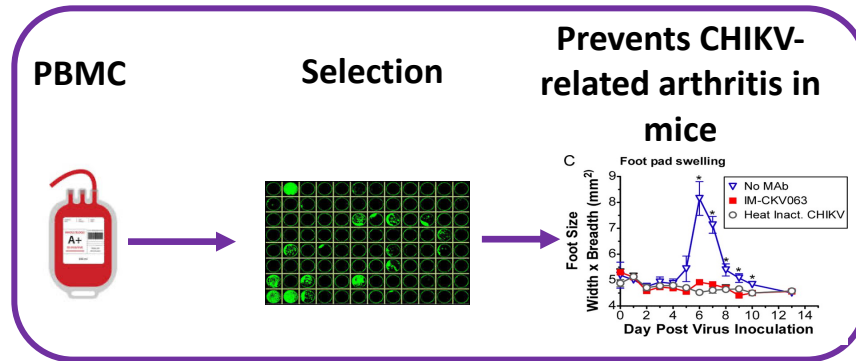 PBMC
Selection
Prevents CHIKV-
related arthritis in
mice
A+
C
Foot pad swelling
No MAb
IM-CKV063
Heat Inact. CHIKV
Foot Size
Width x Breadth (mm²)
9
8
7
6
5
4
* * * * *
0 2 4 6 8 10 12 14
Day Post Virus Inoculation